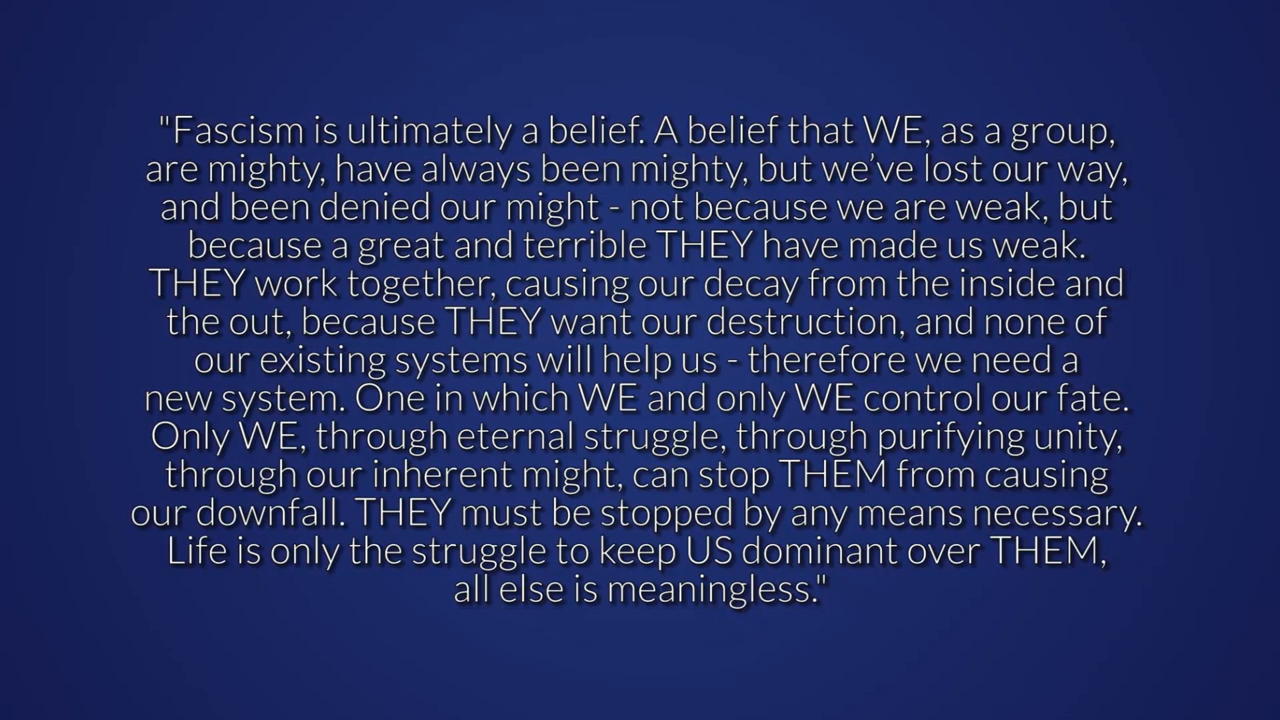 "Fascism is ultimately a belief. A belief that WE, as a group,
are mighty, have always been mighty, but we’ve lost our way,
and been denied our might - not because we are weak, but
because a great and terrible THEY have made us weak.
THEY work together, causing our decay from the inside and
the out, because THEY want our destruction, and none of
our existing systems will help us - therefore we need a
new system. One in which WE and only WE control our fate.
Only WE, through eternal struggle, through purifying unity,
through our inherent might, can stop THEM from causing
our downfall. THEY must be stopped by any means necessary.
Life is only the struggle to keep US dominant over THEM,
all else is meaningless."